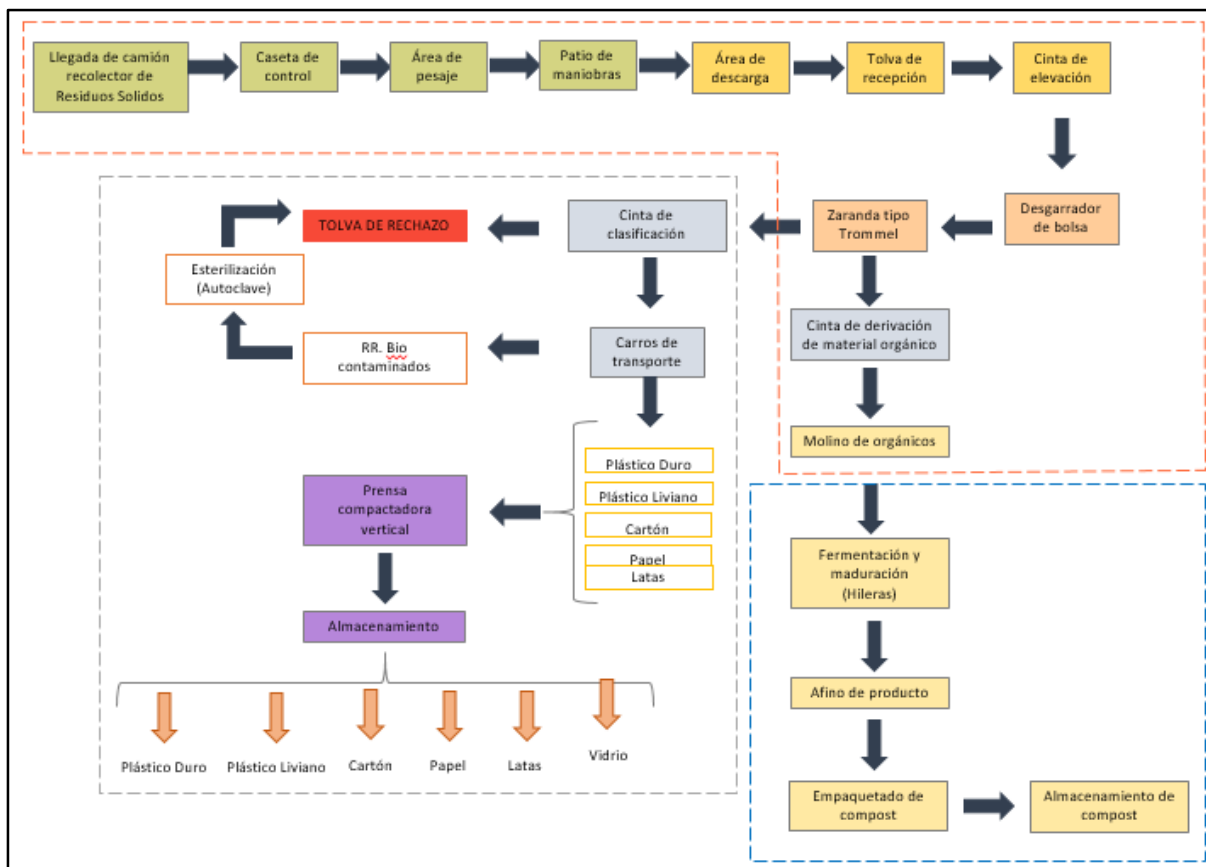 Llegada de camión
recolector de
Residuos Solidos
Caseta de
control
Área de
pesaje
Patio de
maniobras
Área de
descarga
Tolva de
recepción
Cinta de
elevación
Desgarrador
de bolsa
Zaranda tipo
Trommel
Cinta de
clasificación
TOLVA DE RECHAZO
Esterilización
(Autoclave)
RR. Bio
contaminados
Carros de
transporte
Cinta de derivación
de material orgánico
Molino de orgánicos
Plástico Duro
Plástico Liviano
Cartón
Papel
Latas
Prensa
compactadora
vertical
Almacenamiento
Plástico Duro
Plástico Liviano
Cartón
Papel
Latas
Vidrio
Fermentación y
maduración
(Hileras)
Afino de producto
Empaquetado de
compost
Almacenamiento de
compost